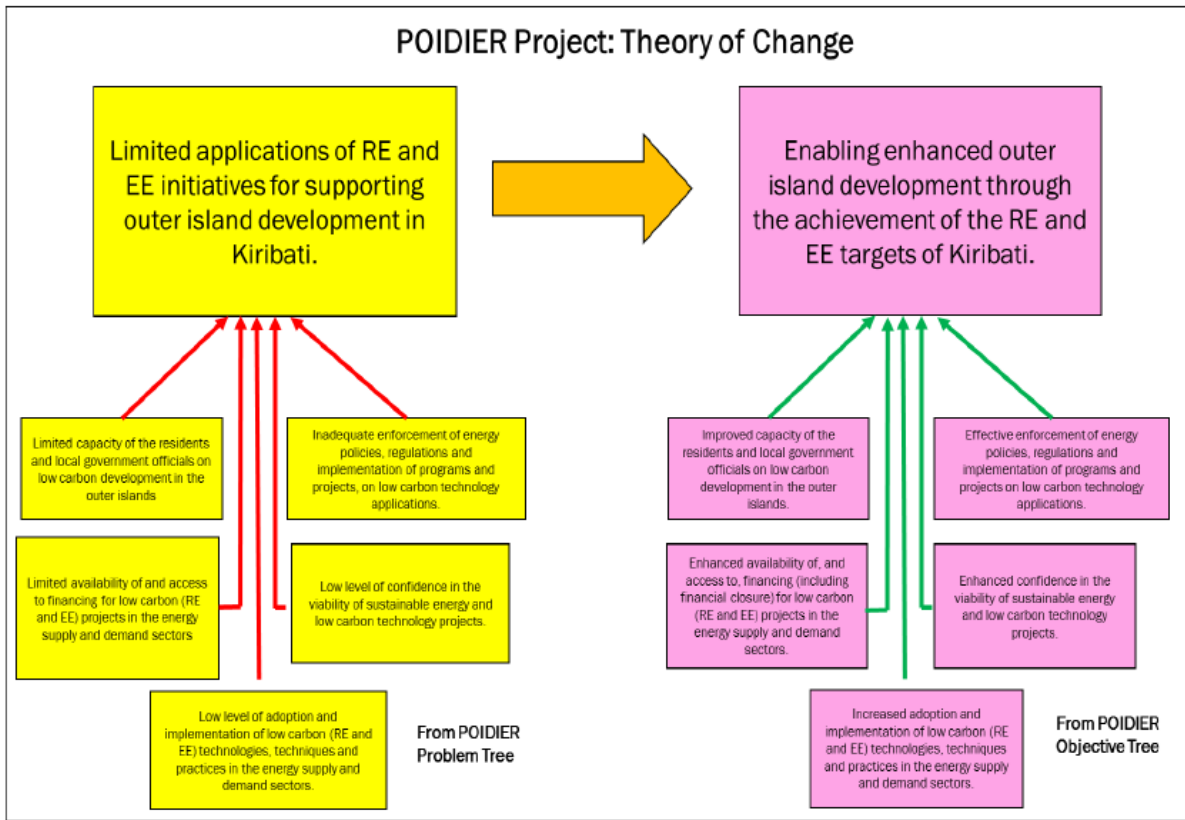 POIDIER Project: Theory of Change
Limited applications of RE and
EE initiatives for supporting
outer island development in
Kiribati.
Enabling enhanced outer
island development through
the achievement of the RE and
EE targets of Kiribati.
Limited capacity of the residents
and local government officials on
low carbon development in the
outer islands
Inadequate enforcement of energy
policies, regulations and
implementation of programs and
projects, on low carbon technology
applications.
Improved capacity of the
residents and local government
officials on low carbon
development in the outer
islands.
Effective enforcement of energy
policies, regulations and
implementation of programs and
projects on low carbon technology
applications.
Limited availability of and access
to financing for low carbon (RE
and EE) projects in the energy
supply and demand sectors
Low level of confidence in the
viability of sustainable energy and
low carbon technology projects.
Enhanced availability of, and
access to, financing (including
financial closure) for low carbon
(RE and EE) projects in the
energy supply and demand
sectors.
Enhanced confidence in the
viability of sustainable energy
and low carbon technology
projects.
Low level of adoption and
implementation of low carbon (RE
and EE) technologies, techniques and
practices in the energy supply and
demand sectors.
From POIDIER
Problem Tree
Increased adoption and
implementation of low carbon (RE
and EE) technologies, techniques
and practices in the energy supply
and demand sectors.
From POIDIER
Objective Tree